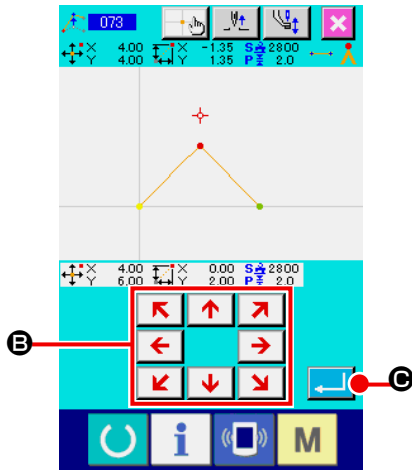 073
X 4.00 X -1.35 S 2800
Y 4.00 Y 1.35 P 2.0
X 4.00 X 0.00 S 2800
Y 6.00 Y 2.00 P 2.0
B
C
i M